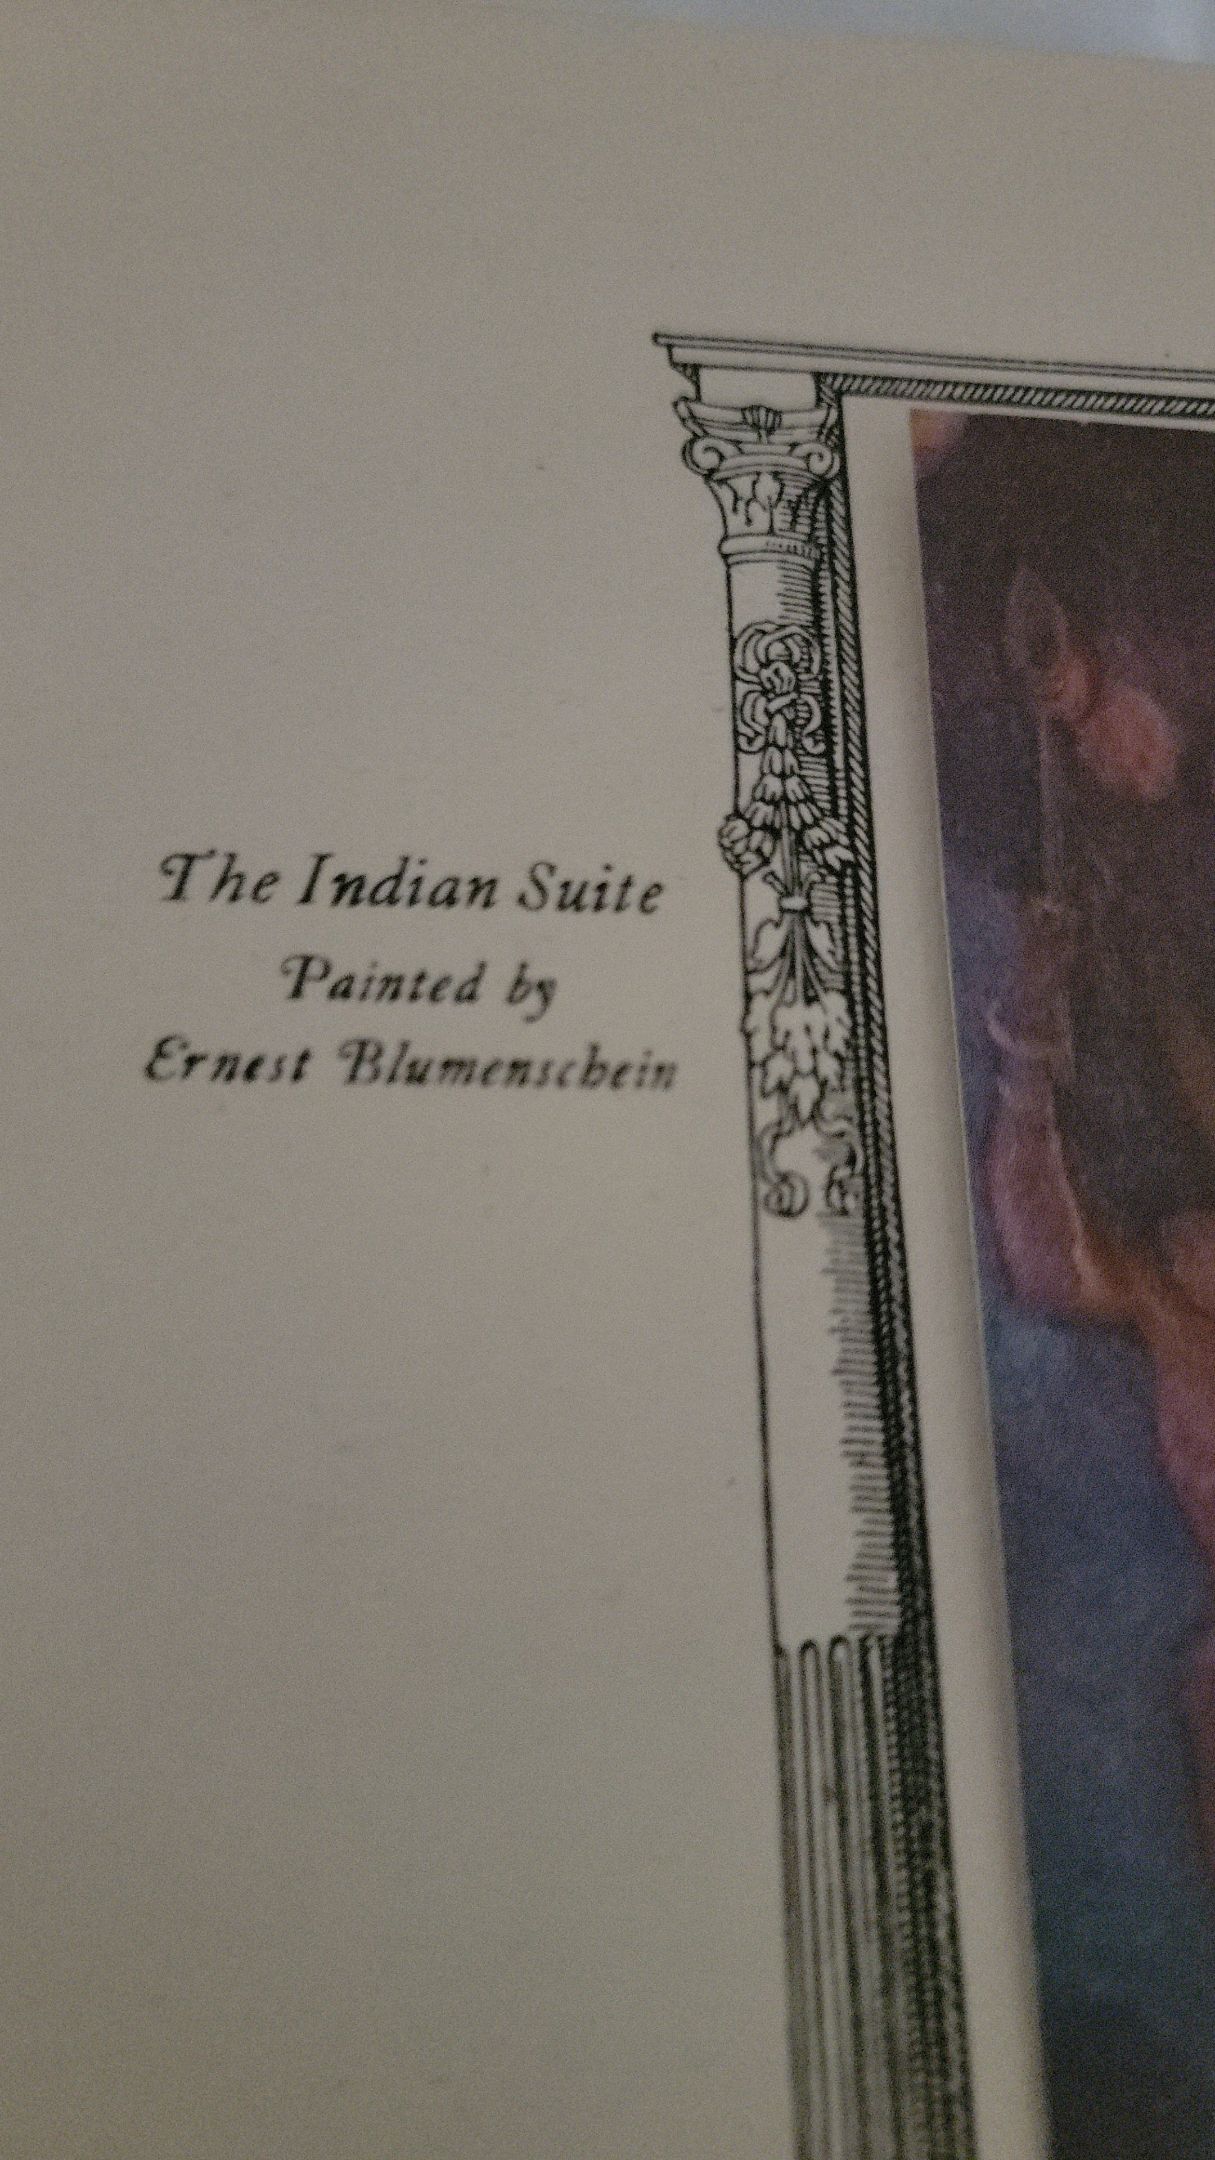 The Indian Suite
Painted by
Ernest Blumenschein